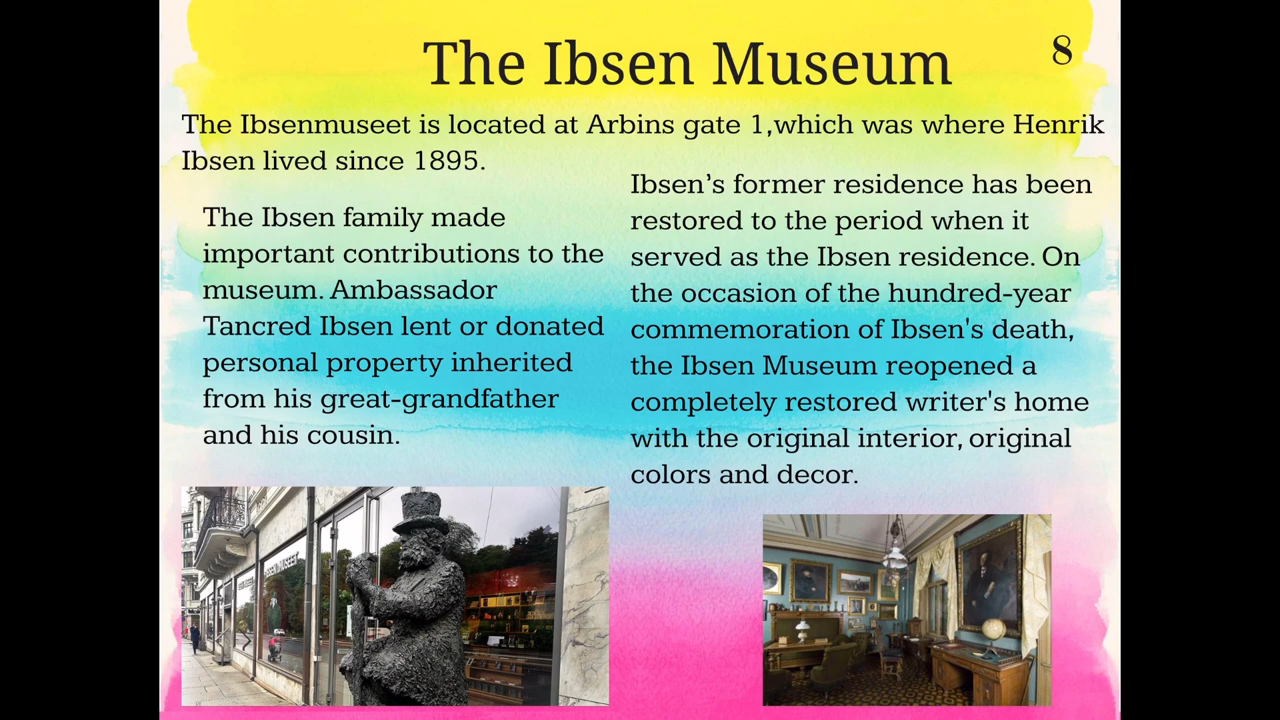 The Ibsen Museum
8
The Ibsenmuseet is located at Arbins gate 1,which was where Henrik
Ibsen lived since 1895.
The Ibsen family made
important contributions to the
museum. Ambassador
Tancred Ibsen lent or donated
personal property inherited
from his great-grandfather
and his cousin.
Ibsen’s former residence has been
restored to the period when it
served as the Ibsen residence. On
the occasion of the hundred-year
commemoration of Ibsen's death,
the Ibsen Museum reopened a
completely restored writer's home
with the original interior, original
colors and decor.